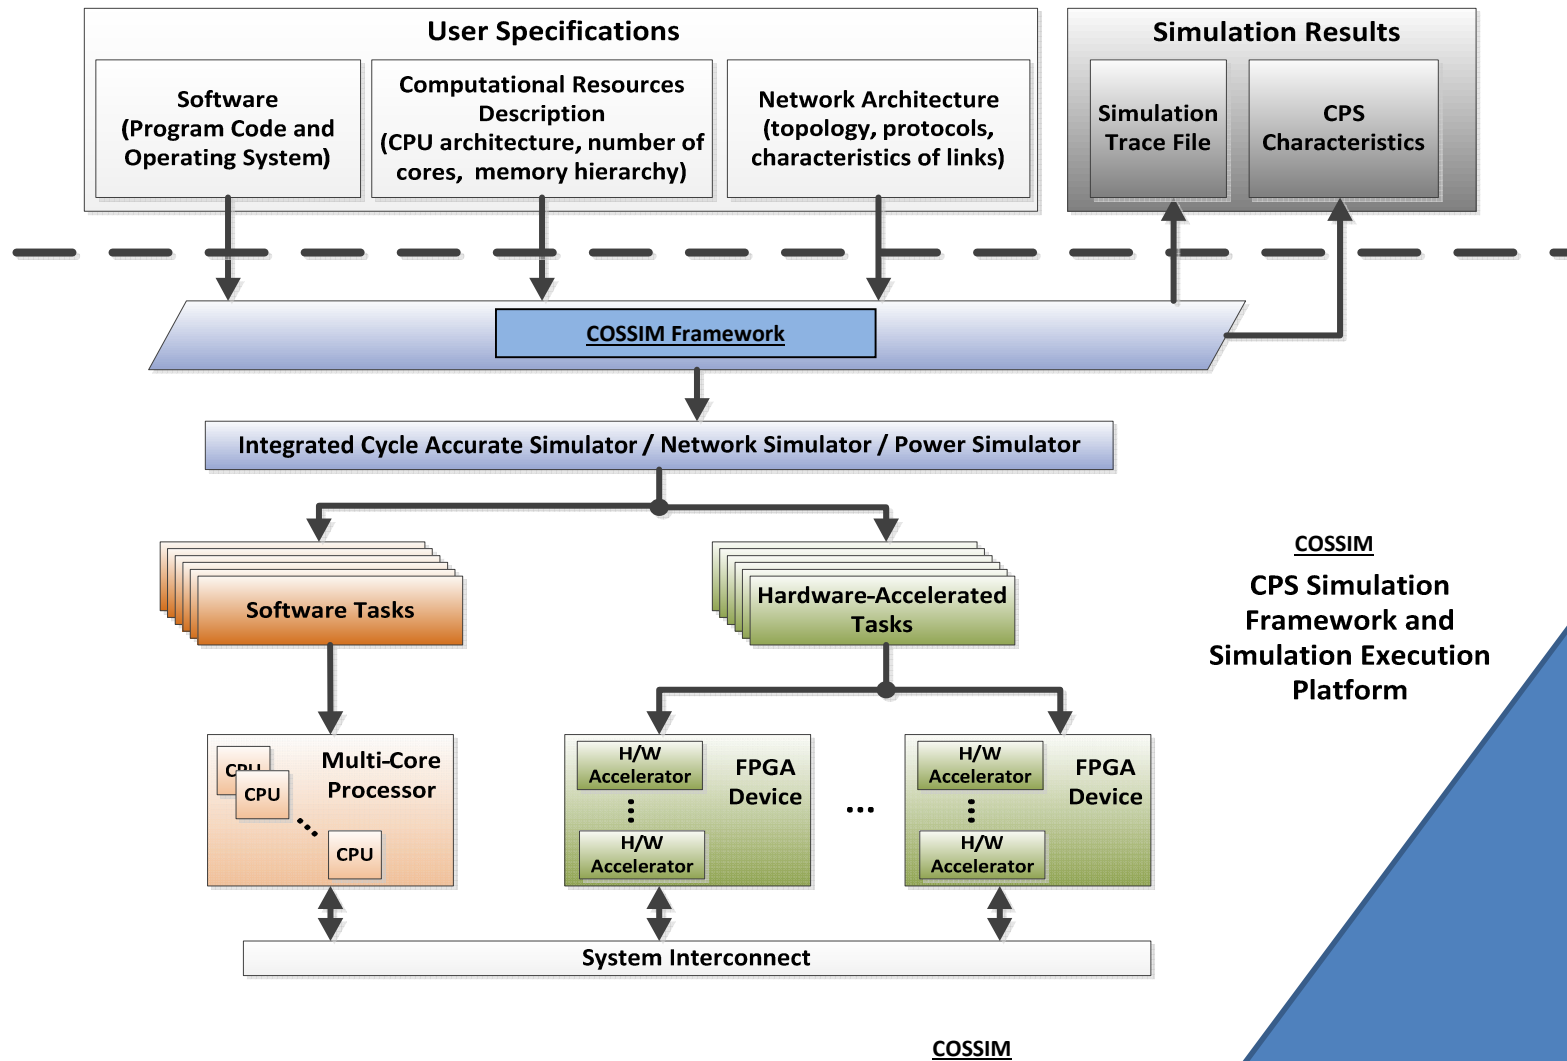 User Specifications
Software
(Program Code and
Operating System)
Computational Resources
Description
(CPU architecture, number of
cores, memory hierarchy)
Network Architecture
(topology, protocols,
characteristics of links)
Simulation Results
Simulation
Trace File
CPS
Characteristics
COSSIM Framework
Integrated Cycle Accurate Simulator / Network Simulator / Power Simulator
Software Tasks
Hardware-Accelerated
Tasks
COSSIM
CPS Simulation
Framework and
Simulation Execution
Platform
Multi-Core
Processor
CPU
CPU
CPU
H/W
Accelerator
H/W
Accelerator
FPGA
Device
...
H/W
Accelerator
H/W
Accelerator
FPGA
Device
System Interconnect
COSSIM